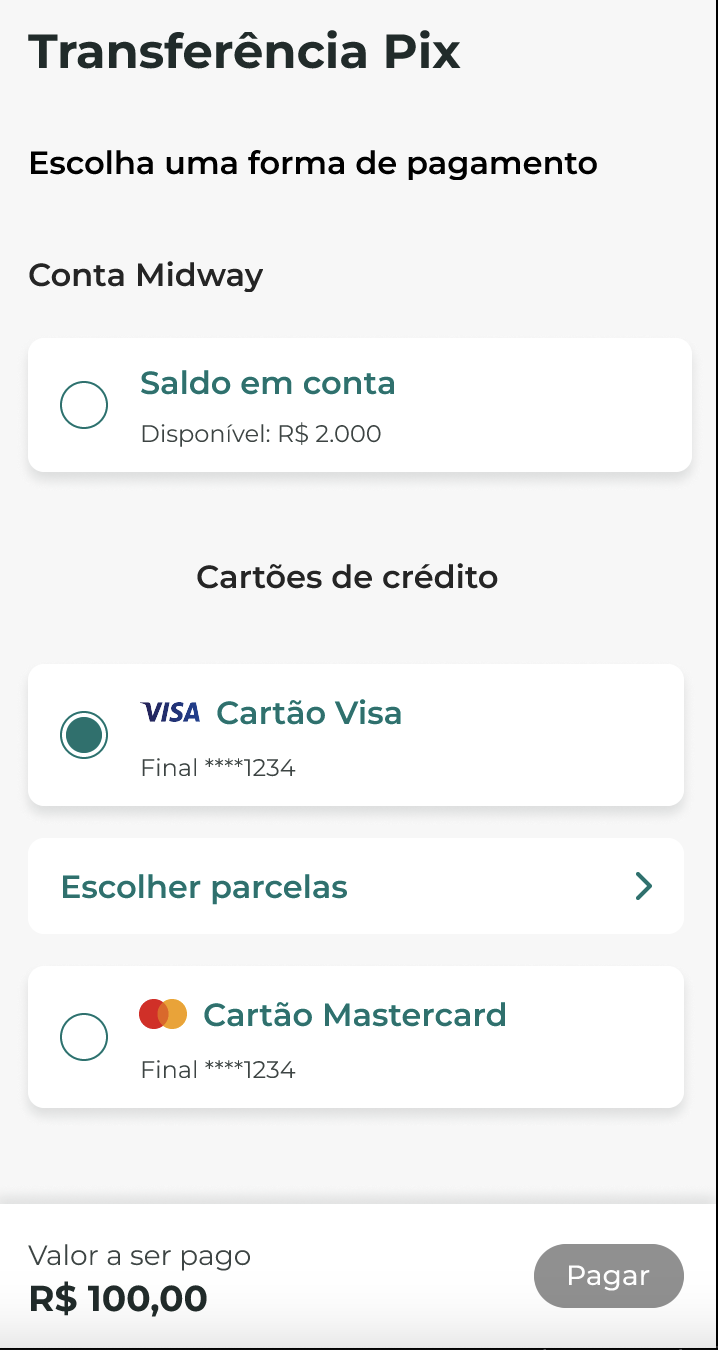 Transferência Pix
Escolha uma forma de pagamento
Conta Midway
Saldo em conta
Disponível: R$ 2.000
Cartões de crédito
VISA Cartão Visa
Final ****1234
Escolher parcelas
Cartão Mastercard
Final ****1234
Valor a ser pago
R$ 100,00
Pagar